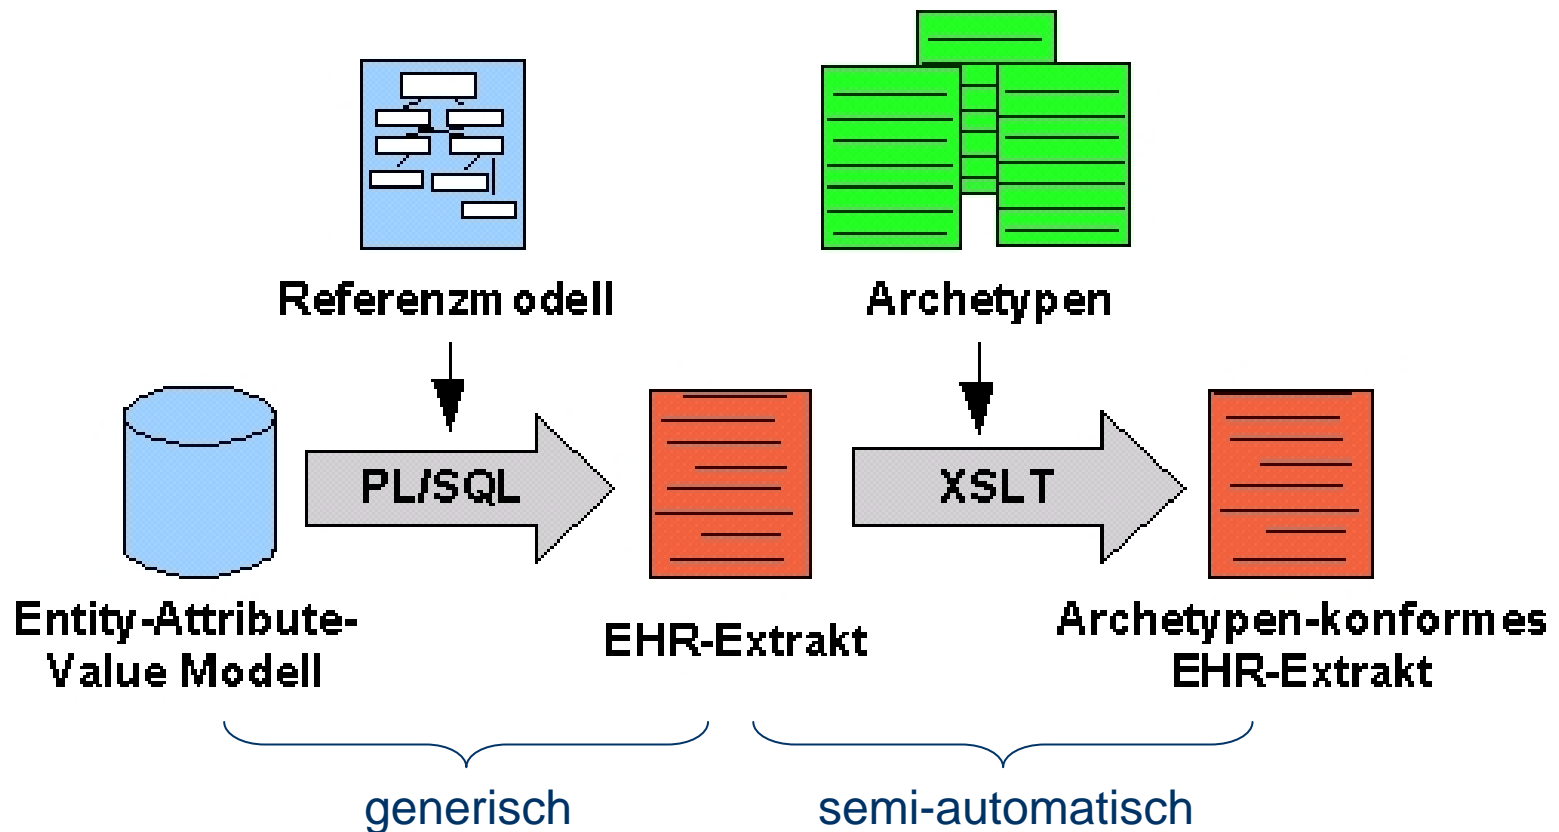 Referenzmodell
Archetypen
PL/SQL
XSLT
Entity-Attribute-
Value Modell
EHR-Extrakt
Archetypen-konformes
EHR-Extrakt
generisch
semi-automatisch